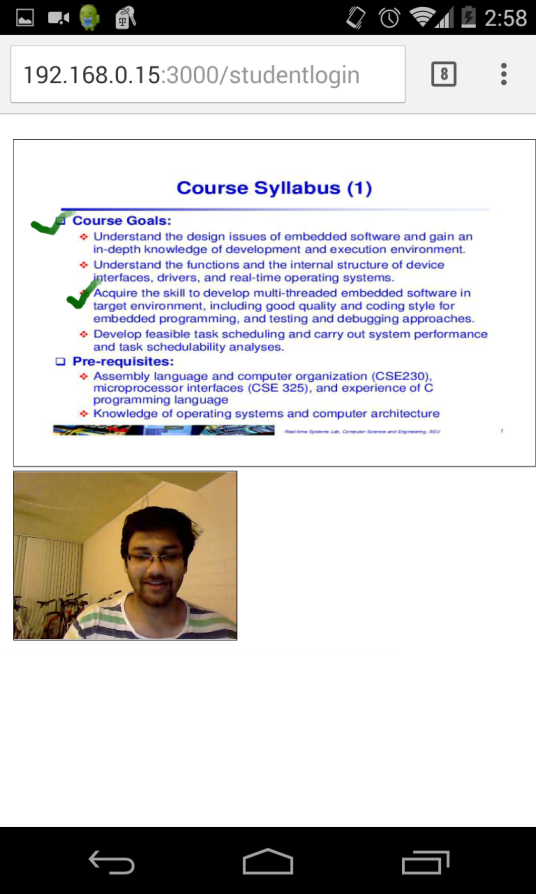 2:58
192.168.0.15:3000/studentlogin
8
Course Syllabus (1)
Course Goals:
Understand the design issues of embedded software and gain an
in-depth knowledge of development and execution environment.
Understand the functions and the internal structure of device
interfaces, drivers, and real-time operating systems.
Acquire the skill to develop multi-threaded embedded software in
target environment, including good quality and coding style for
embedded programming, and testing and debugging approaches.
Develop feasible task scheduling and carry out system performance
and task schedulability analyses.
Pre-requisites:
Assembly language and computer organization (CSE230),
microprocessor interfaces (CSE 325), and experience of C
programming language
Knowledge of operating systems and computer architecture
Real-time Systems Lab, Computer Science and Engineering, ASU
1